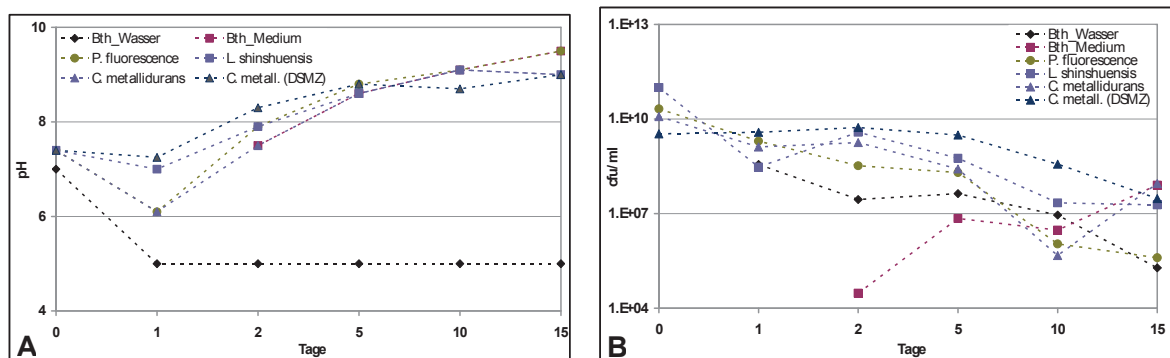 10
8
6
4
pH
0 1 2 5 10 15
Tage
Bth_Wasser
Bth_Medium
P. fluorescence
L. shinshuensis
C. metallidurans
C. metall. (DSMZ)
A
1.E+13
1.E+10
1.E+07
1.E+04
cfu/ ml
0 1 2 5 10 15
Tage
Bth_Wasser
Bth_Medium
P. fluorescence
L. shinshuensis
C. metallidurans
C. metall. (DSMZ)
B